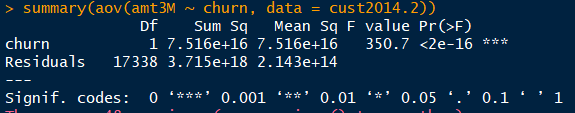 > summary(aov(amt3M ~ churn, data = cust2014.2))
               Df    Sum Sq   Mean Sq F value Pr(>F)
churn           1 7.516e+16 7.516e+16   350.7 <2e-16 ***
Residuals   17338 3.715e+18 2.143e+14
---
Signif. codes:  0 ‘***’ 0.001 ‘**’ 0.01 ‘*’ 0.05 ‘.’ 0.1 ‘ ’ 1